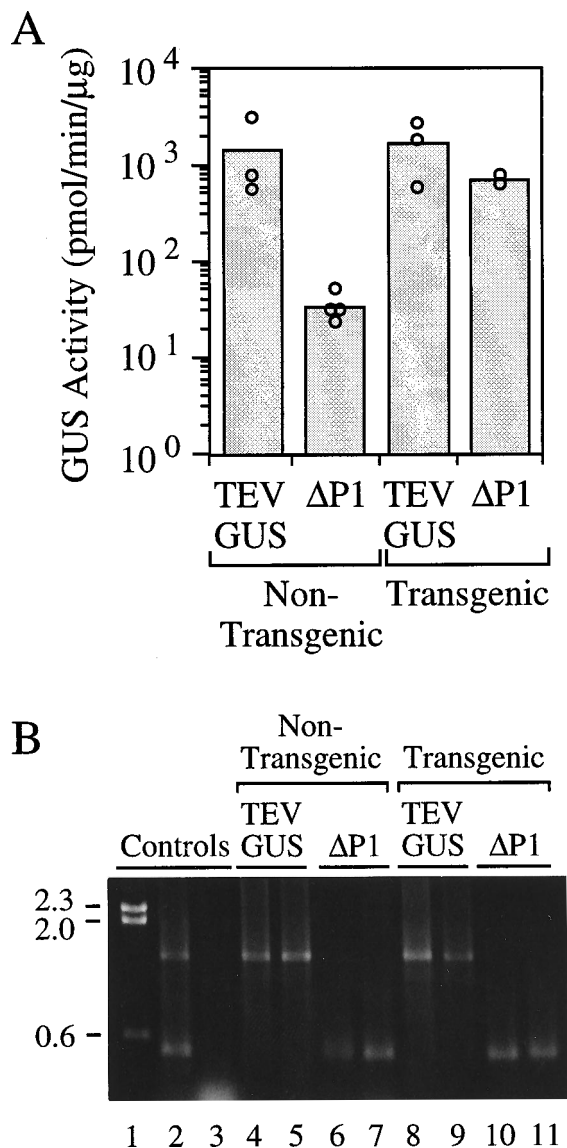 A
GUS Activity (pmol/min/µg)
10^4
10^3
10^2
10^1
10^0
TEV GUS
ΔP1
TEV GUS
ΔP1
Non-Transgenic
Transgenic
B
Non-Transgenic
Transgenic
Controls
TEV GUS
ΔP1
TEV GUS
ΔP1
2.3
2.0
0.6
1 2 3 4 5 6 7 8 9 10 11